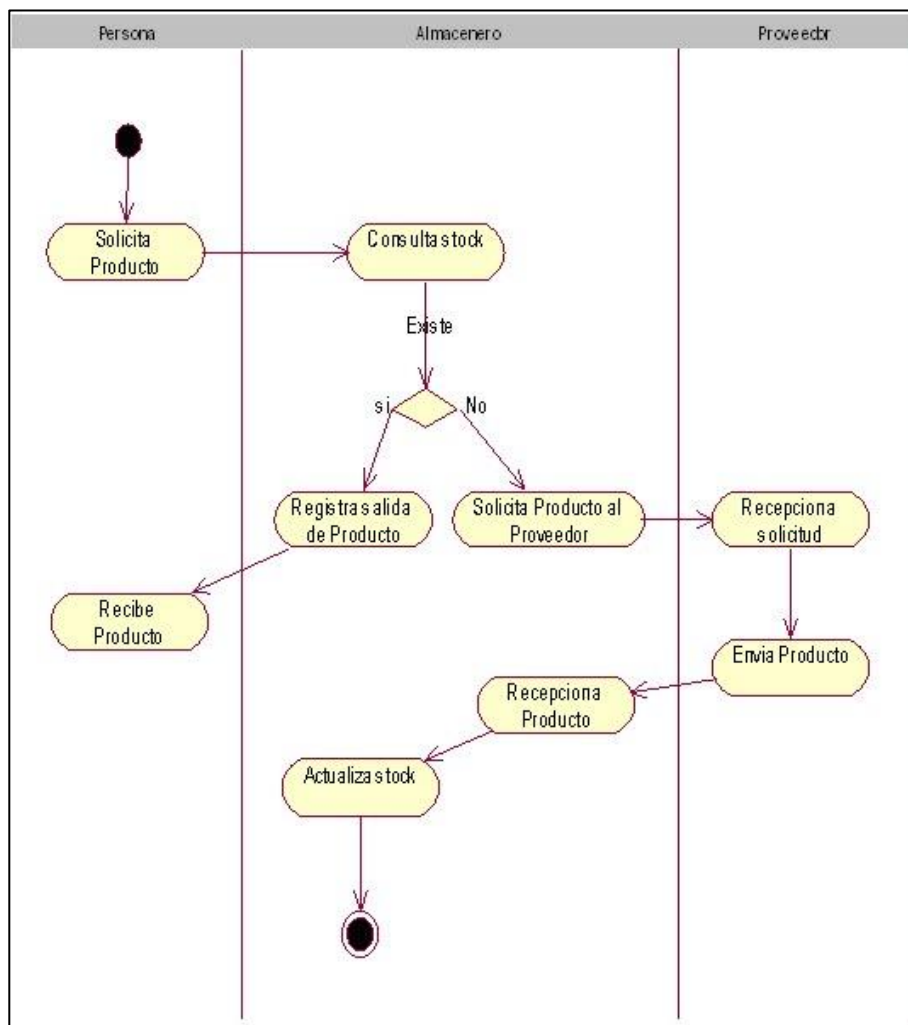 Persona
Almacenero
Proveedor
Solicita
Producto
Consulta stock
Existe
si
No
Registra salida
de Producto
Solicita Producto al
Proveedor
Recepciona
solicitud
Recibe
Producto
Envia Producto
Recepciona
Producto
Actualiza stock